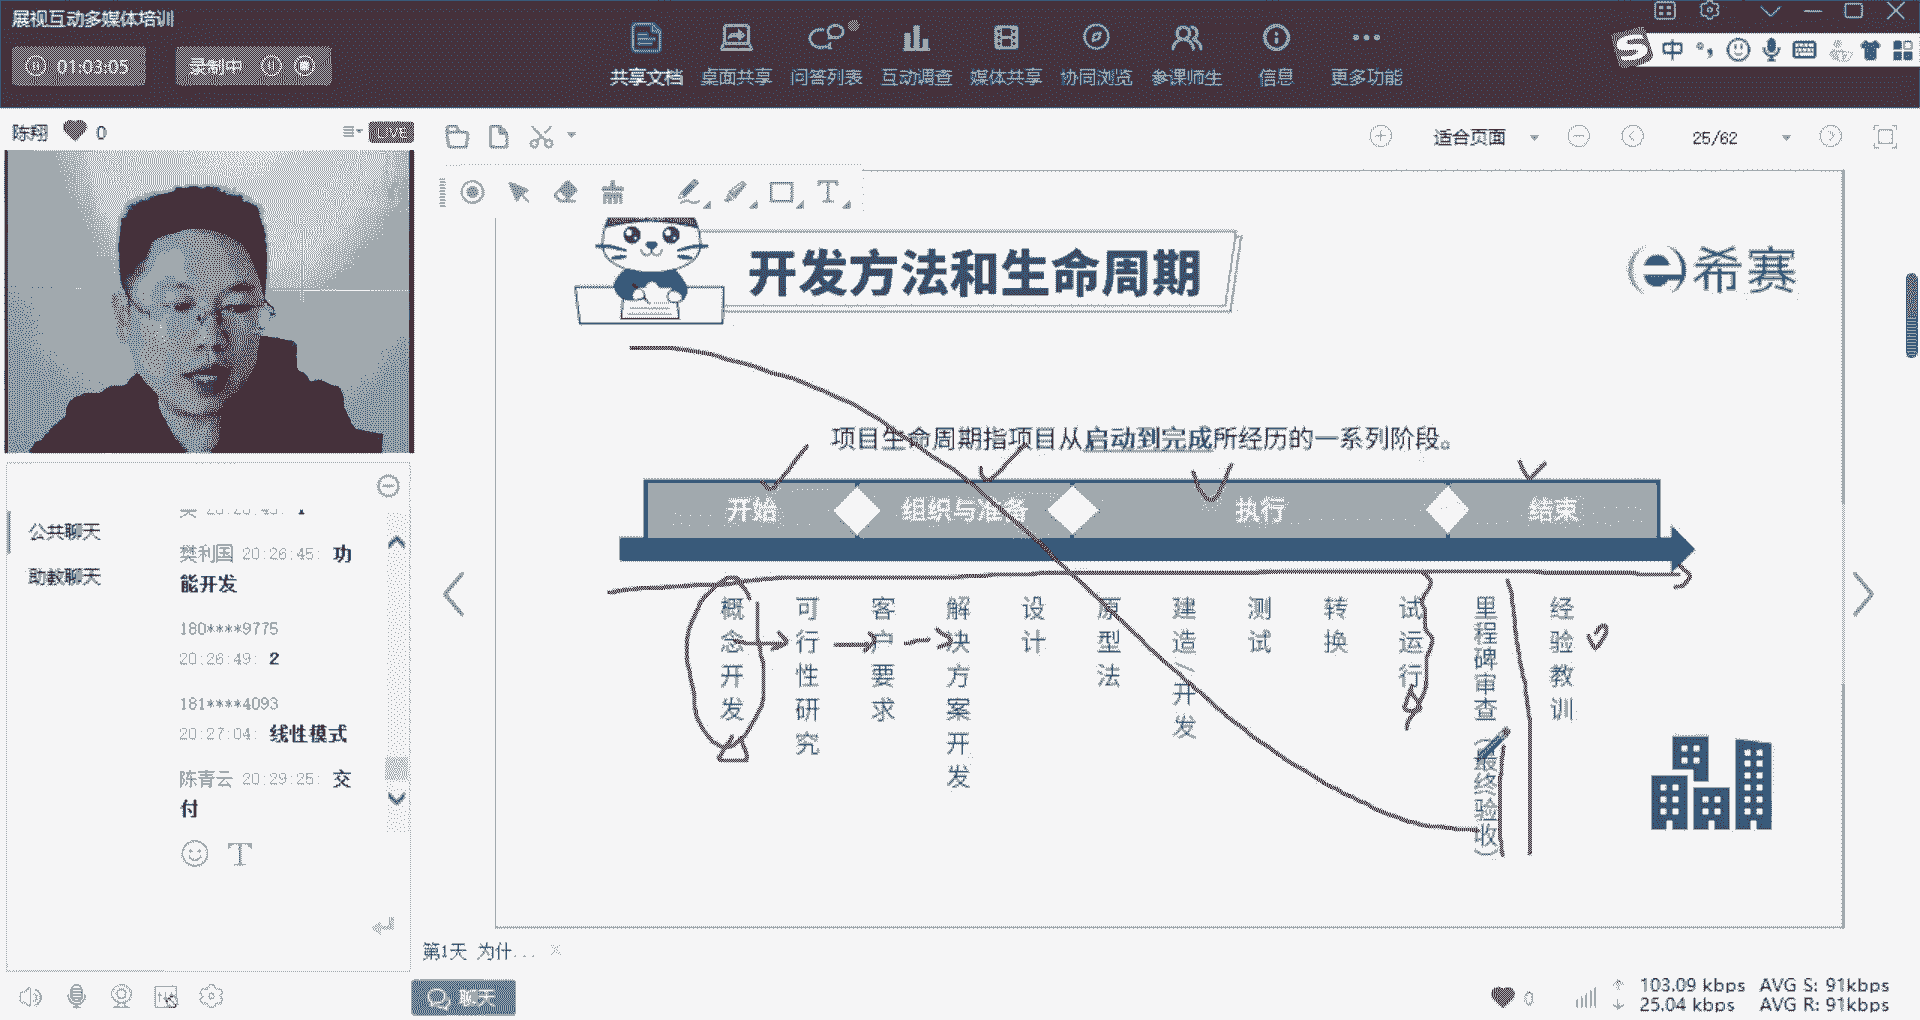 展视互动多媒体培训
01:03:05
录制中
共享文档
桌面共享
问答列表
互动调查
媒体共享
协同浏览
参课师生
信息
更多功能
中
陈翔
0
LIVE
适合页面
25/62
公共聊天
助教聊天
樊利国 20:26:45: 功
能开发
180****9775
20:26:49: 2
181****4093
20:27:04: 线性模式
陈青云 20:29:25: 交
付
开发方法和生命周期
希赛
项目生命周期指项目从启动到完成所经历的一系列阶段。
开始
组织与准备
执行
结束
概念开发
可行性研究
客户要求
解决方案开发
设计
原型法
建造/开发
测试
转换
试运行
里程碑审查（最终验收）
经验教训
第1天 为什...
聊天
0
103.09 kbps AVG S: 91kbps
25.04 kbps AVG R: 91kbps